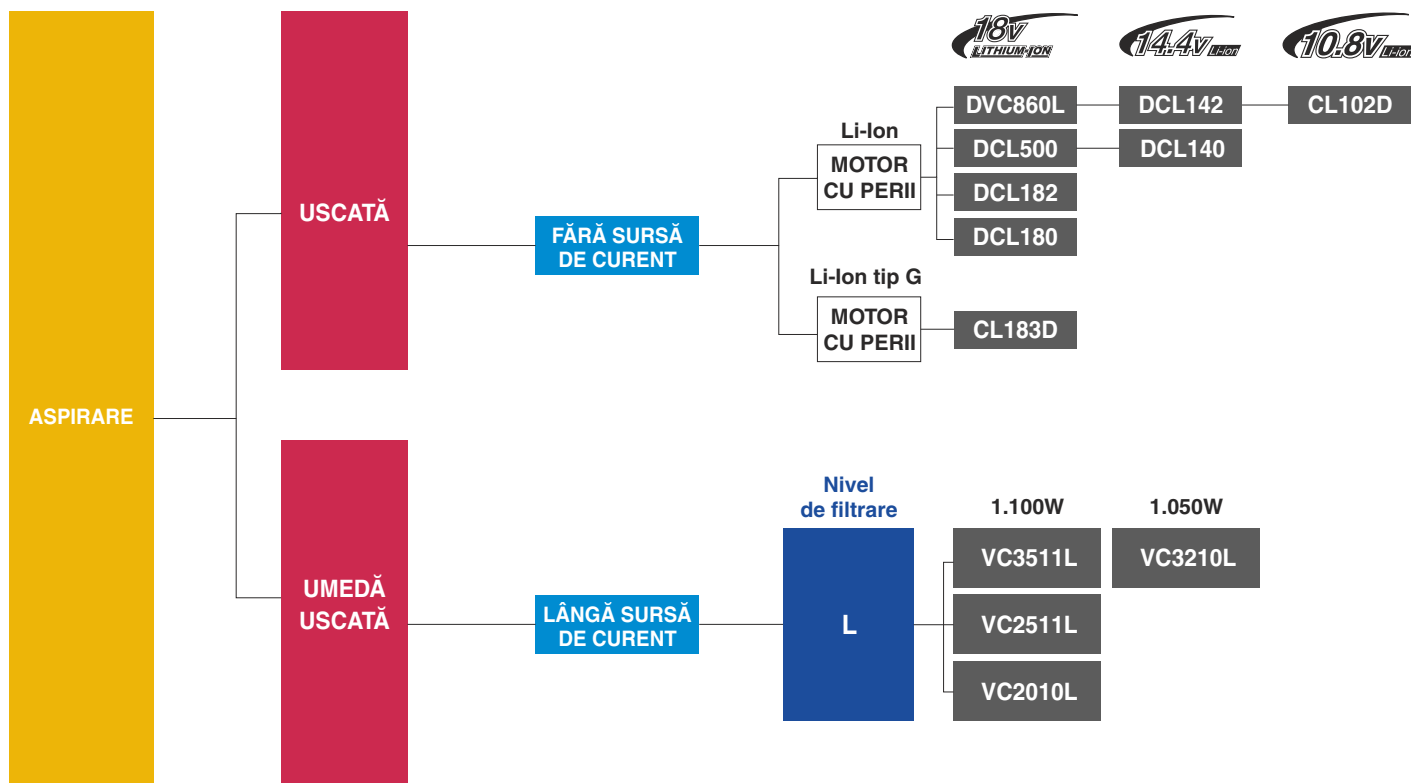 18V
LITHIUM-ION
14.4V Li-ion
10.8V Li-ion
DVC860L
DCL142
CL102D
Li-Ion
MOTOR
CU PERII
DCL500
DCL140
DCL182
DCL180
USCATĂ
FĂRĂ SURSĂ
DE CURENT
Li-Ion tip G
MOTOR
CU PERII
CL183D
ASPIRARE
Nivel
de filtrare
1.100W
1.050W
VC3511L
VC3210L
UMEDĂ
USCATĂ
LÂNGĂ SURSĂ
DE CURENT
L
VC2511L
VC2010L